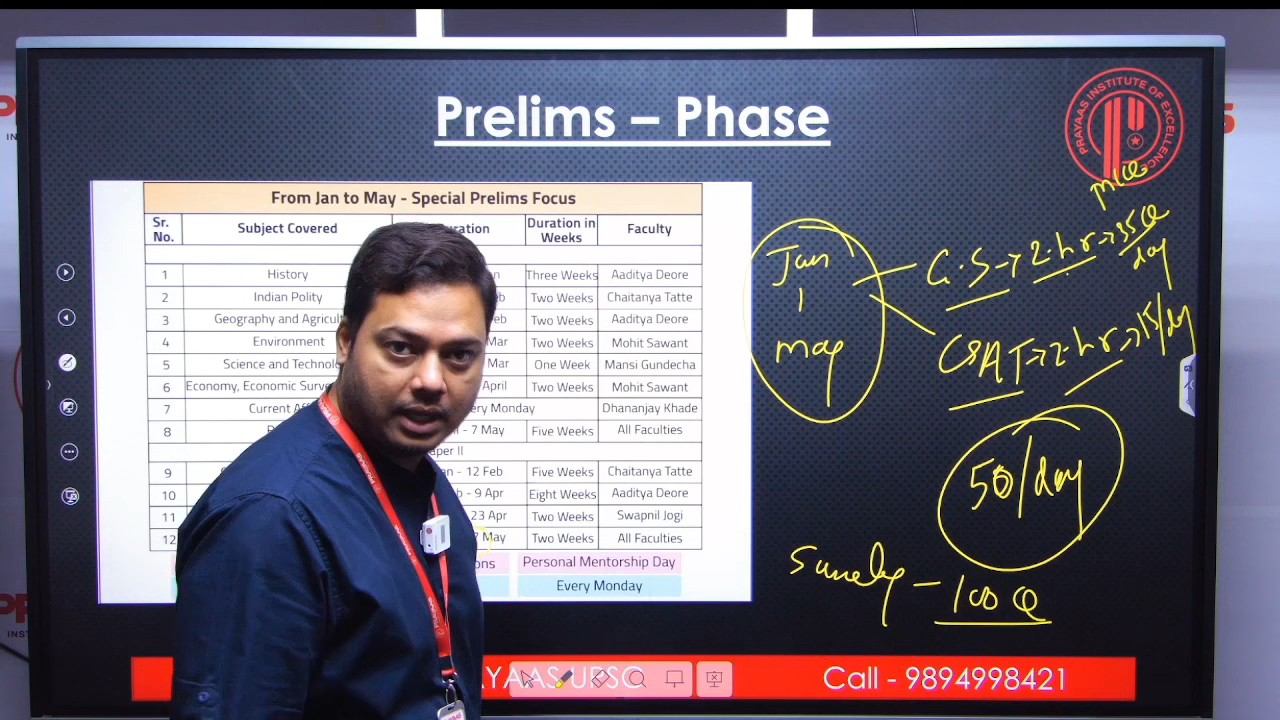 Prelims – Phase
PRAYAAS INSTITUTE OF EXCELLENCE
From Jan to May - Special Prelims Focus
Sr. No. Subject Covered Duration in Weeks Faculty
1 History Three Weeks Aaditya Deore
2 Indian Polity Two Weeks Chaitanya Tatte
3 Geography and Two Weeks Aaditya Deore
4 Environment Mar Two Weeks Mohit Sawant
5 Science and Mar One Week Mansi Gundecha
6 Economy, Economic April Two Weeks Mohit Sawant
7 Current Monday Dhananjay Khade
8 - 7 May Five Weeks All Faculties
II
9 - 12 Feb Five Weeks Chaitanya Tatte
10 - 9 Apr Eight Weeks Aaditya Deore
11 23 Apr Two Weeks Swapnil Jogi
12 May Two Weeks All Faculties
Personal Mentorship Day
Every Monday
Jan
|
May
MCQ
G.S → 2.hr → 35Q/day
CSAT → 2.hr → 15/day
50/day
Sunday – 100 Q
UPSC
Call - 9894998421